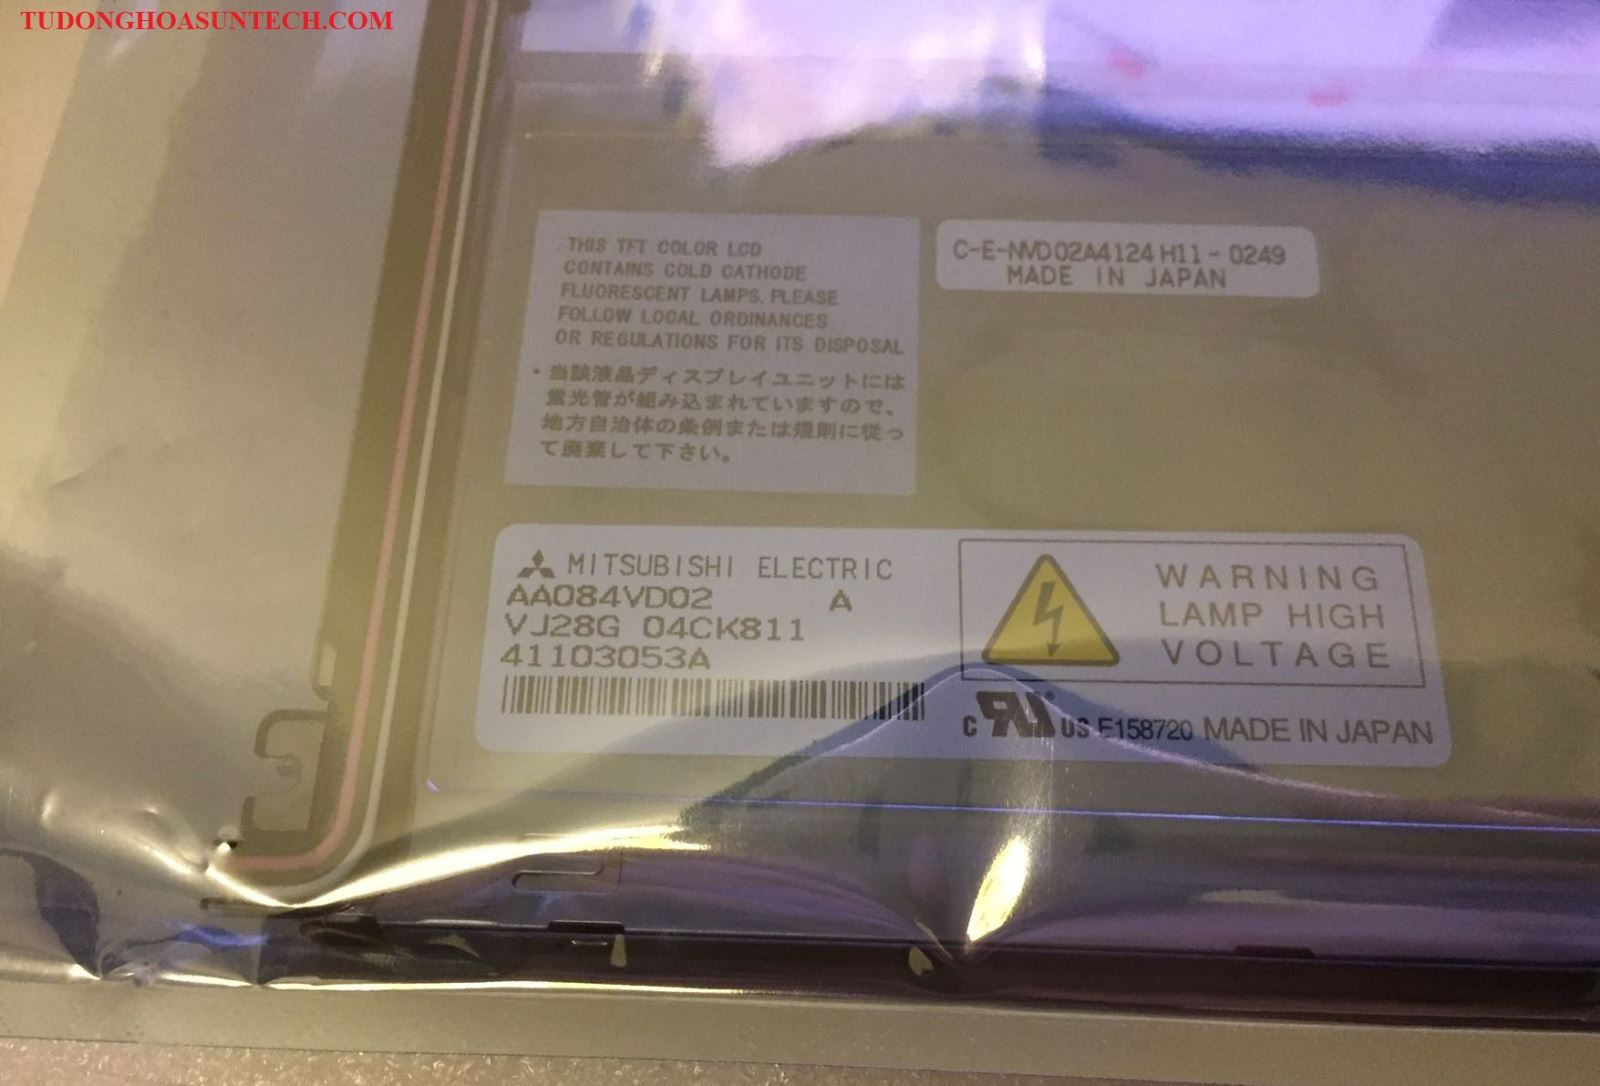 TUDONGHOASUNTECH.COM
THIS TFT COLOR LCD
CONTAINS COLD CATHODE
FLUORESCENT LAMPS. PLEASE
FOLLOW LOCAL ORDINANCES
OR REGULATIONS FOR ITS DISPOSAL
・当該液晶ディスプレイユニットには
蛍光管が組み込まれていますので、
地方自治体の条例または規則に従っ
て廃棄して下さい。
C-E-NVD02A4124H11-0249
MADE IN JAPAN
MITSUBISHI ELECTRIC
AA084VD02 A
VJ28G 04CK811
41103053A
WARNING
LAMP HIGH
VOLTAGE
c RU US E158720 MADE IN JAPAN